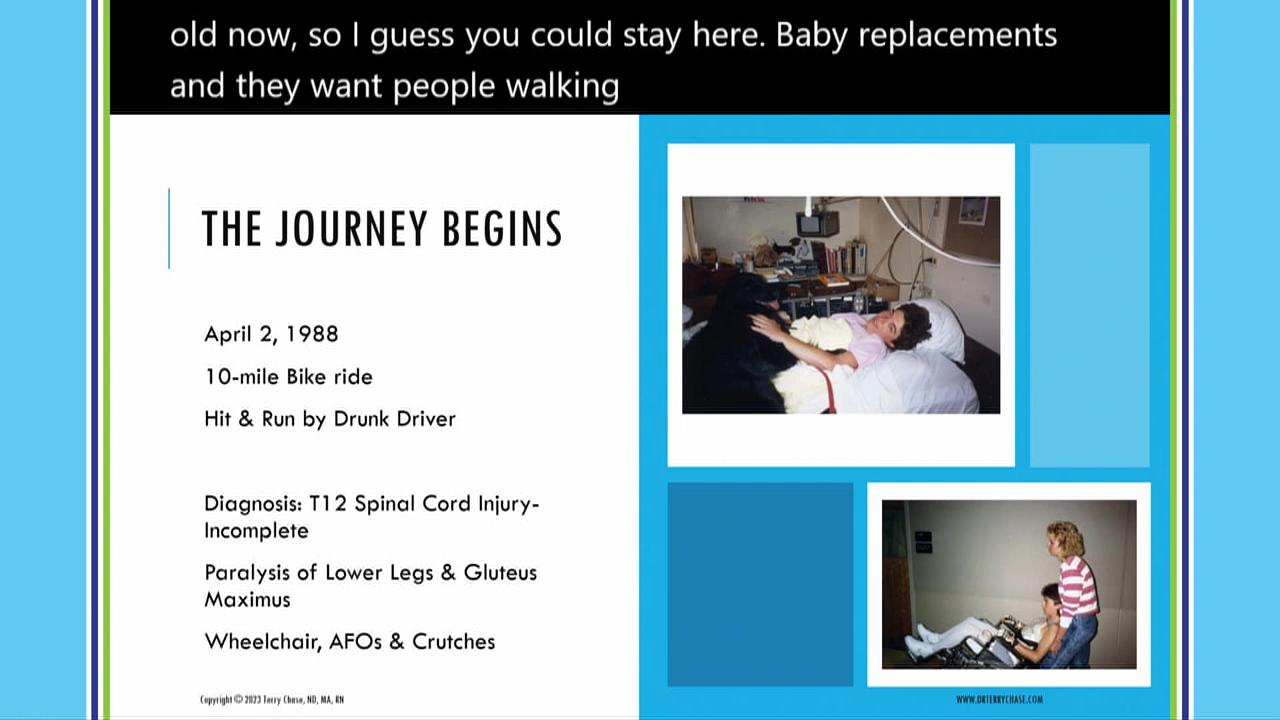 old now, so I guess you could stay here. Baby replacements
and they want people walking
THE JOURNEY BEGINS
April 2, 1988
10-mile Bike ride
Hit & Run by Drunk Driver
Diagnosis: T12 Spinal Cord Injury-
Incomplete
Paralysis of Lower Legs & Gluteus
Maximus
Wheelchair, AFOs & Crutches
Copyright © 2023 Terry Chase, ND, MA, RN
WWW.DRTERRYCHASE.COM